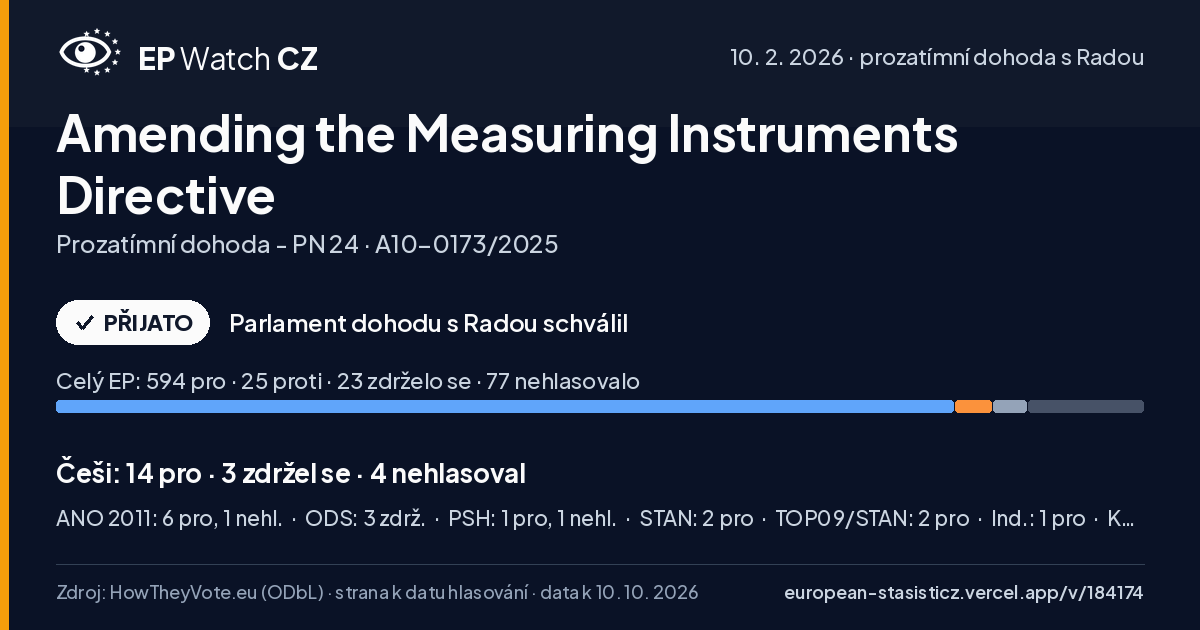 EP Watch CZ
10. 2. 2026 · prozatímní dohoda s Radou
Amending the Measuring Instruments
Directive
Prozatímní dohoda – PN 24 · A10–0173/2025
✓ PŘIJATO
Parlament dohodu s Radou schválil
Celý EP: 594 pro · 25 proti · 23 zdrželo se · 77 nehlasovalo
Češi: 14 pro · 3 zdržel se · 4 nehlasoval
ANO 2011: 6 pro, 1 nehl. · ODS: 3 zdrž. · PSH: 1 pro, 1 nehl. · STAN: 2 pro · TOP09/STAN: 2 pro · Ind.: 1 pro · K…
Zdroj: HowTheyVote.eu (ODbL) · strana k datu hlasování · data k 10. 10. 2026
european-stasisticz.vercel.app/v/184174